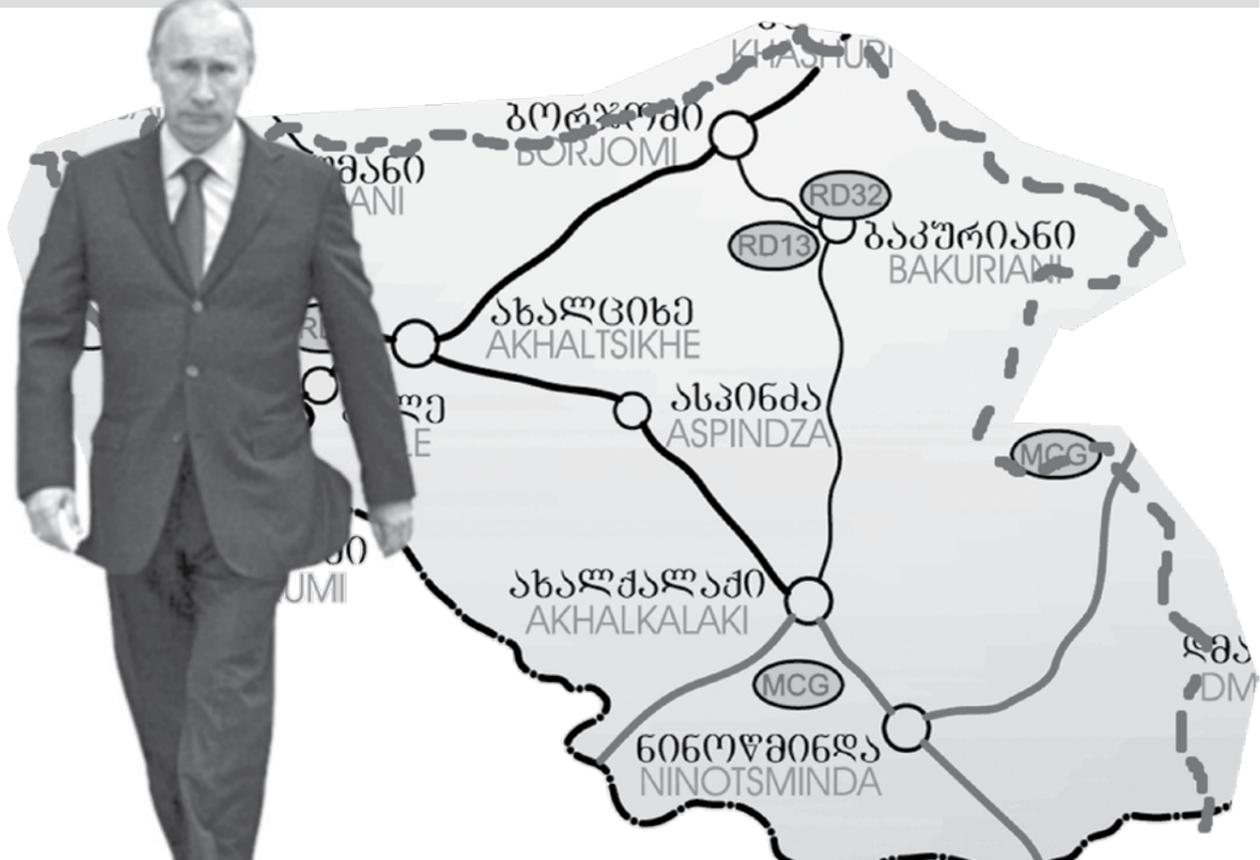 KHASHURI
ბორჯომი
BORJOMI
RD32
RD13
ბაკურიანი
BAKURIANI
ახალციხე
AKHALTSIKHE
ასპინძა
ASPINDZA
MCG
ახალქალაქი
AKHALKALAKI
MCG
ნინოწმინდა
NINOTSMINDA